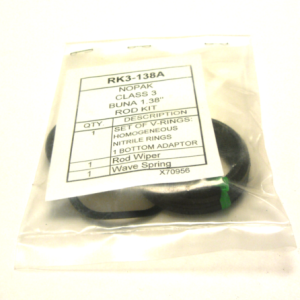 RK3-138A
NOPAK
CLASS 3
BUNA 1.38"
ROD KIT
QTY DESCRIPTION
1 SET OF V-RINGS.
HOMOGENEOUS
NITRILE RINGS
1 BOTTOM ADAPTOR
1 Rod Wiper
1 Wave Spring
X70956